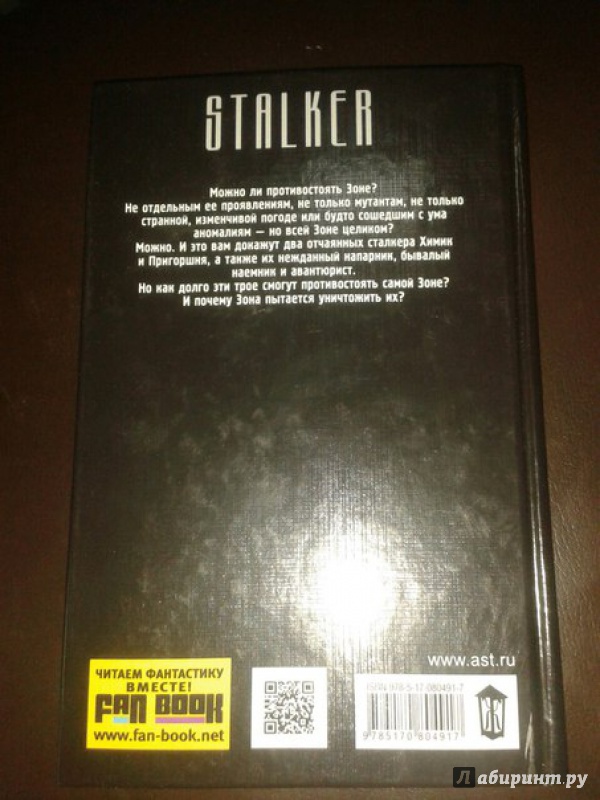 STALKER
Можно ли противостоять Зоне?
Не отдельным ее проявлениям, не только мутантам, не только
странной, изменчивой погоде или будто сошедшим с ума
аномалиям — но всей Зоне целиком?
Можно. И это вам докажут два отчаянных сталкера Химик
и Пригоршня, а также их нежданный напарник, бывалый
наемник и авантюрист.
Но как долго эти трое смогут противостоять самой Зоне?
И почему Зона пытается уничтожить их?
www.ast.ru
ЧИТАЕМ ФАНТАСТИКУ
ВМЕСТЕ!
FAN BOOK
www.fan-book.net
ISBN 978-5-17-080491-7
9785170804917
Лабиринт.ру